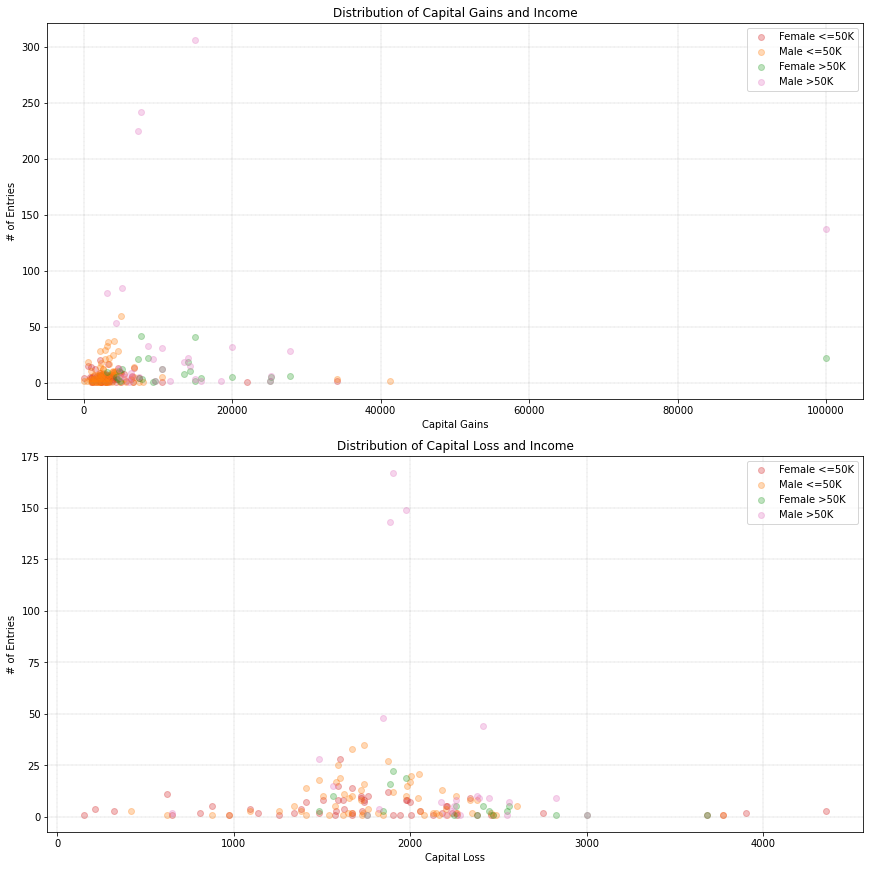 Distribution of Capital Gains and Income
# of Entries
300
250
200
150
100
50
0
Female <=50K
Male <=50K
Female >50K
Male >50K
0 20000 40000 60000 80000 100000
Capital Gains
Distribution of Capital Loss and Income
# of Entries
175
150
125
100
75
50
25
0
Female <=50K
Male <=50K
Female >50K
Male >50K
0 1000 2000 3000 4000
Capital Loss